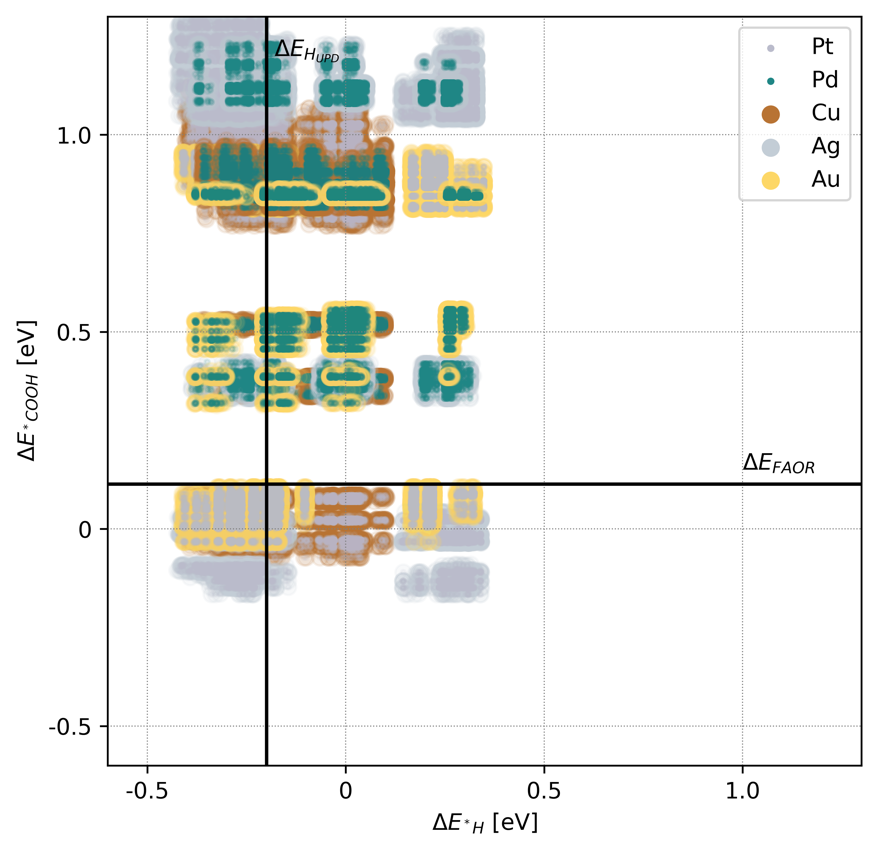 ΔE_{H_{UPD}}
Pt
Pd
Cu
Ag
Au
1.0
0.5
ΔE_{FAOR}
0
-0.5
ΔE_{*COOH} [eV]
-0.5
0
0.5
1.0
ΔE_{*H} [eV]